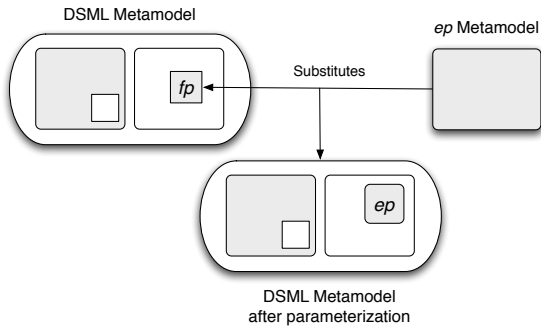 DSML Metamodel
ep Metamodel
Substitutes
fp
ep
DSML Metamodel
after parameterization